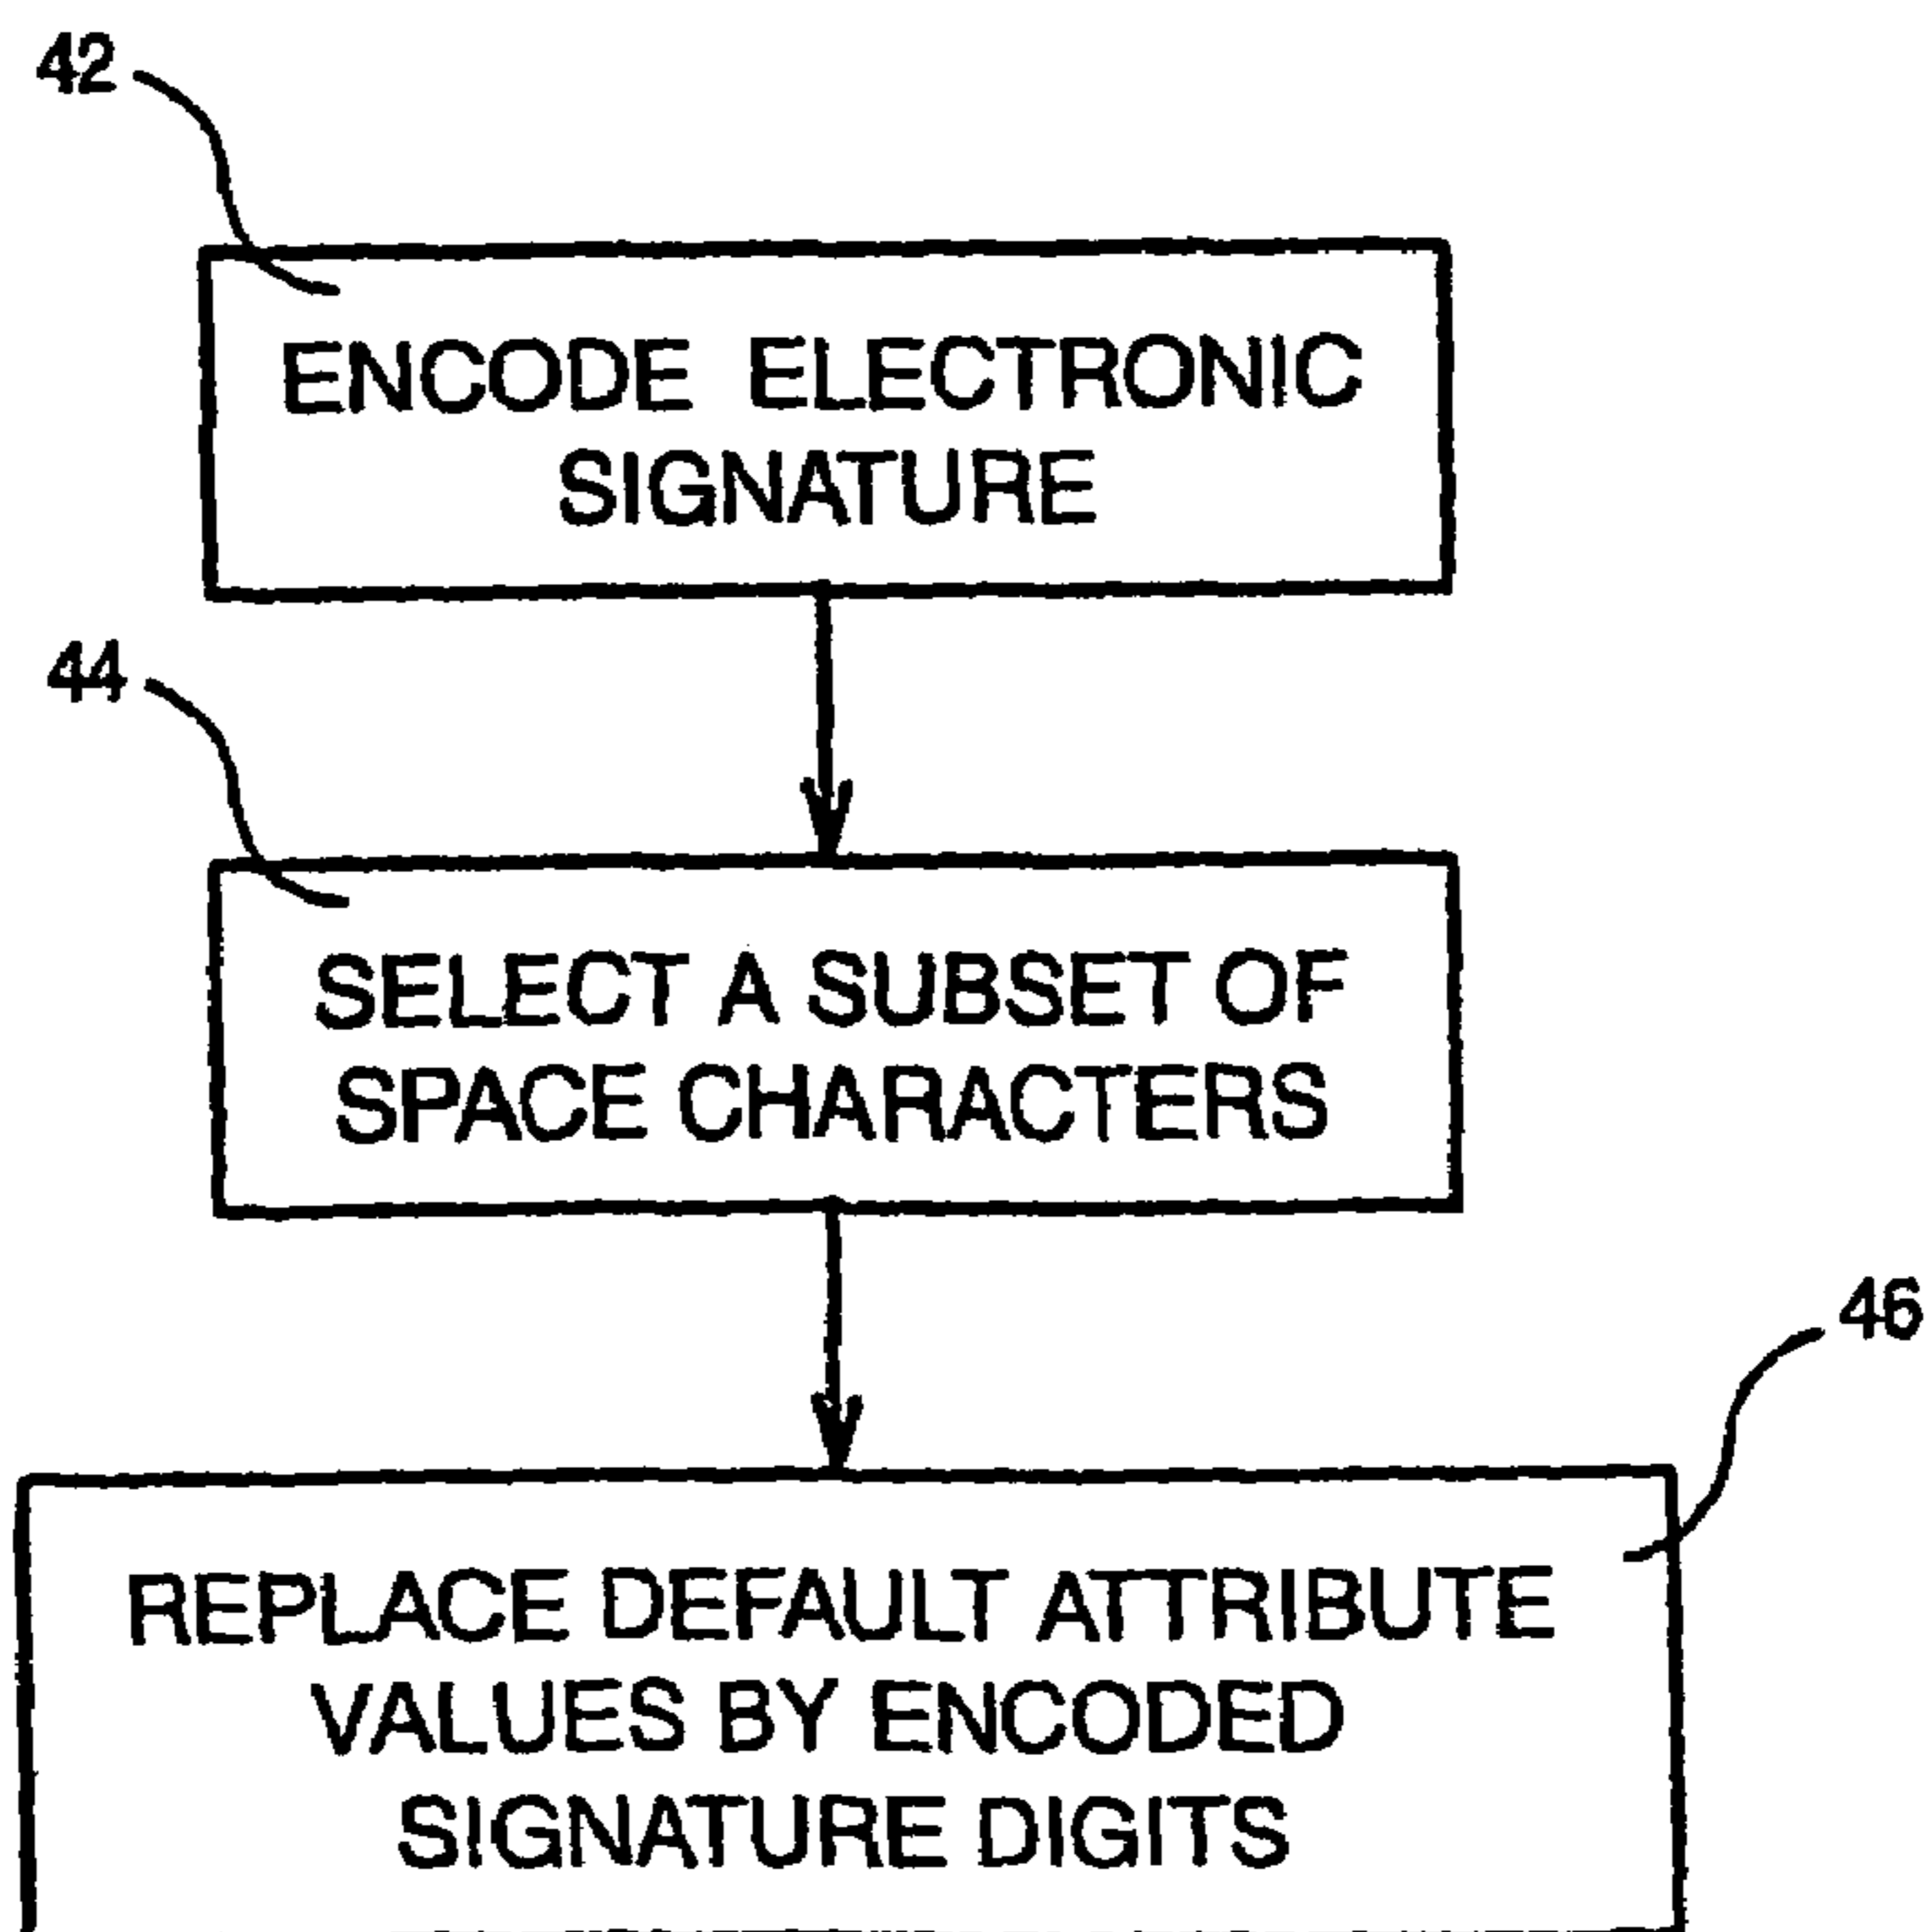 42
ENCODE ELECTRONIC
SIGNATURE
44
SELECT A SUBSET OF
SPACE CHARACTERS
46
REPLACE DEFAULT ATTRIBUTE
VALUES BY ENCODED
SIGNATURE DIGITS